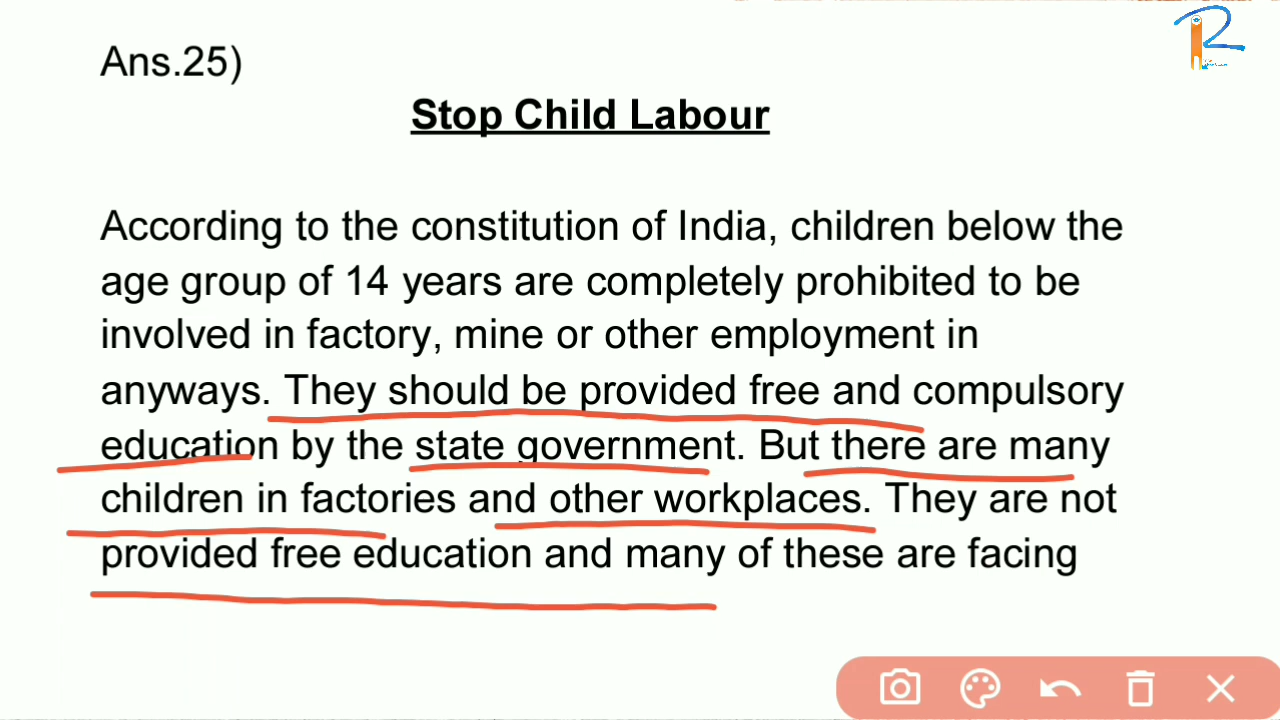 Ans.25)
Stop Child Labour
According to the constitution of India, children below the
age group of 14 years are completely prohibited to be
involved in factory, mine or other employment in
anyways. They should be provided free and compulsory
education by the state government. But there are many
children in factories and other workplaces. They are not
provided free education and many of these are facing